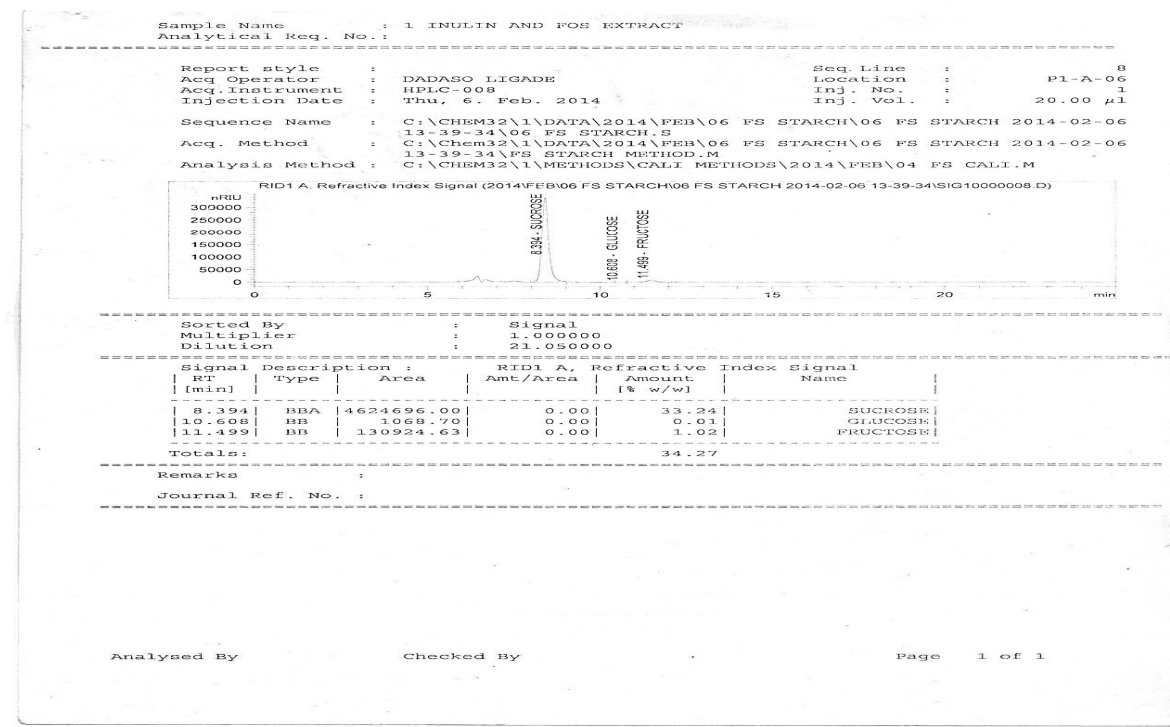 Sample Name : 1 INULIN AND FOS EXTRACT
Analytical Req. No.:
Report style : Seq.Line : 8
Acq Operator : DADASO LIGADE Location : P1-A-06
Acq.Instrument : HPLC-008 Inj. No. : 1
Injection Date : Thu, 6. Feb. 2014 Inj. Vol. : 20.00 µl
Sequence Name : C:\CHEM32\1\DATA\2014\FEB\06 FS STARCH\06 FS STARCH 2014-02-06
13-39-34\06 FS STARCH.S
Acq. Method : C:\Chem32\1\DATA\2014\FEB\06 FS STARCH\06 FS STARCH 2014-02-06
13-39-34\FS STARCH METHOD.M
Analysis Method : C:\CHEM32\1\METHODS\CALI METHODS\2014\FEB\04 FS CALI.M
RID1 A, Refractive Index Signal (2014\FEB\06 FS STARCH\06 FS STARCH 2014-02-06 13-39-34\SIG10000008.D)
nRIU
300000
250000
200000
150000
100000
50000
0
8.394 - SUCROSE
10.608 - GLUCOSE
11.499 - FRUCTOSE
0 5 10 15 20 min
Sorted By : Signal
Multiplier : 1.000000
Dilution : 21.050000
Signal Description : RID1 A, Refractive Index Signal
| RT | Type | Area | Amt/Area | Amount | Name |
| [min] | | | | [% w/w] | |
| 8.394| BBA |4624696.00| 0.00| 33.24| SUCROSE|
|10.608| BB | 1068.70| 0.00| 0.01| GLUCOSE|
|11.499| BB | 130924.63| 0.00| 1.02| FRUCTOSE|
Totals: 34.27
Remarks :
Journal Ref. No. :
Analysed By Checked By Page 1 of 1